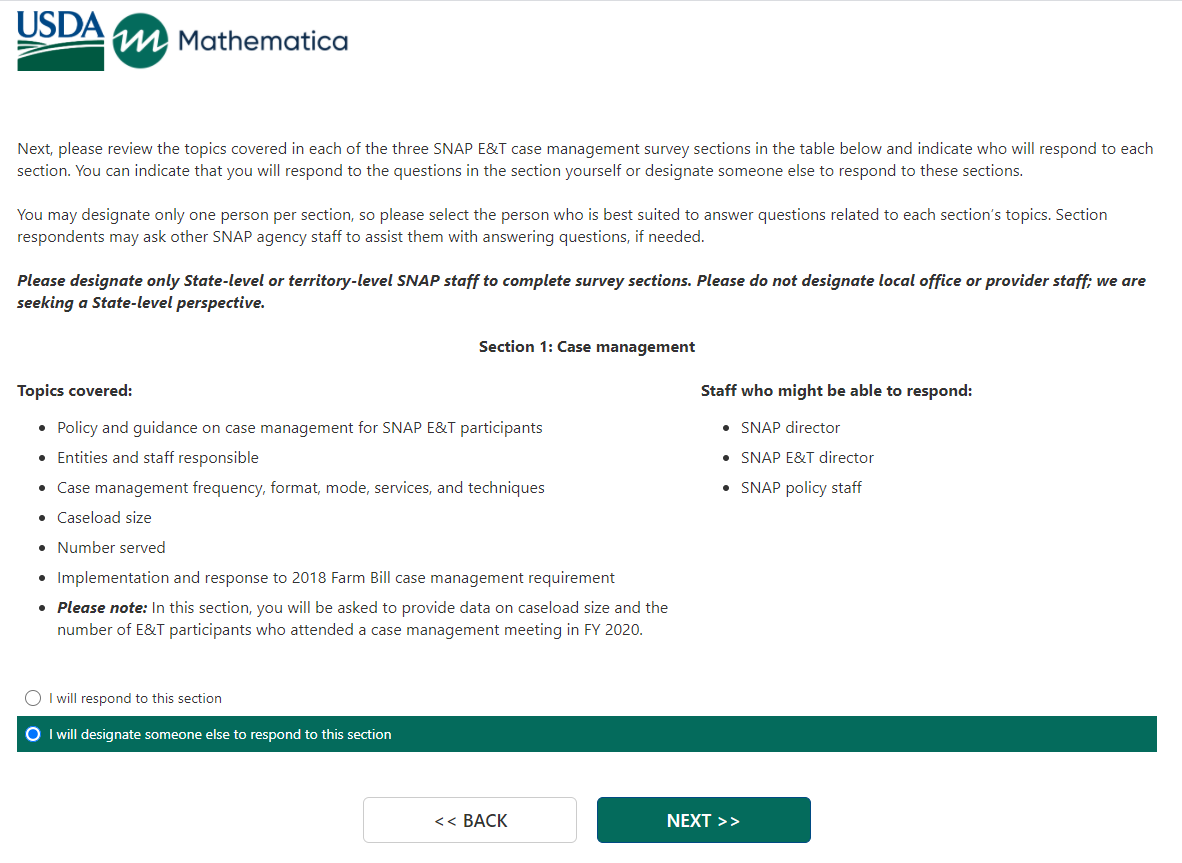 USDA
m Mathematica
Next, please review the topics covered in each of the three SNAP E&T case management survey sections in the table below and indicate who will respond to each
section. You can indicate that you will respond to the questions in the section yourself or designate someone else to respond to these sections.
You may designate only one person per section, so please select the person who is best suited to answer questions related to each section's topics. Section
respondents may ask other SNAP agency staff to assist them with answering questions, if needed.
Please designate only State-level or territory-level SNAP staff to complete survey sections. Please do not designate local office or provider staff; we are
seeking a State-level perspective.
Section 1: Case management
Topics covered:
• Policy and guidance on case management for SNAP E&T participants
• Entities and staff responsible
• Case management frequency, format, mode, services, and techniques
• Caseload size
• Number served
• Implementation and response to 2018 Farm Bill case management requirement
• Please note: In this section, you will be asked to provide data on caseload size and the
number of E&T participants who attended a case management meeting in FY 2020.
Staff who might be able to respond:
• SNAP director
• SNAP E&T director
• SNAP policy staff
I will respond to this section
I will designate someone else to respond to this section
<< BACK
NEXT >>